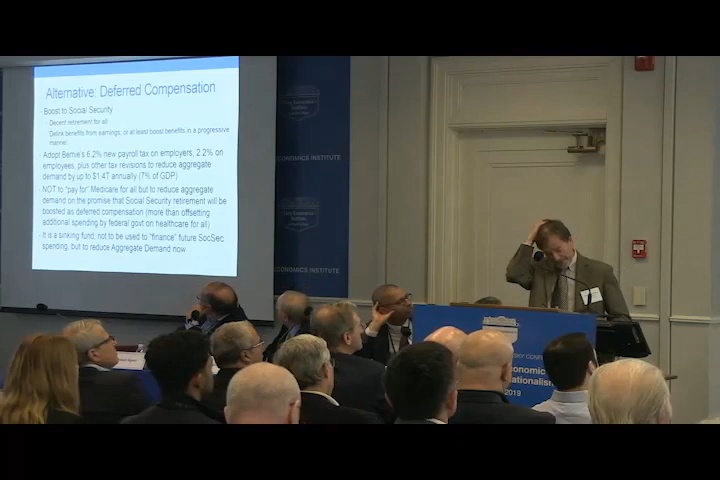 Alternative: Deferred Compensation
Boost to Social Security
Decent retirement for all;
Delink benefits from earnings, or at least boost benefits in a progressive
manner
Adopt Bernie's 6.2% new payroll tax on employers, 2.2% on
employees, plus other tax revisions to reduce aggregate
demand by up to $1.4T annually (7% of GDP)
NOT to "pay for" Medicare for all but to reduce aggregate
demand on the promise that Social Security retirement will be
boosted as deferred compensation (more than offsetting
additional spending by federal govt on healthcare for all)
It is a sinking fund, not to be used to "finance" future SocSec
spending, but to reduce Aggregate Demand now
ECONOMICS INSTITUTE
ECONOMICS INSTITUTE
SKY CONF
conomic
nationalism
2019